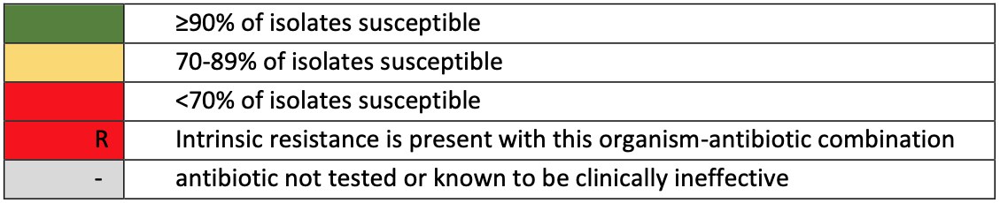 ≥90% of isolates susceptible
70-89% of isolates susceptible
<70% of isolates susceptible
R Intrinsic resistance is present with this organism-antibiotic combination
- antibiotic not tested or known to be clinically ineffective